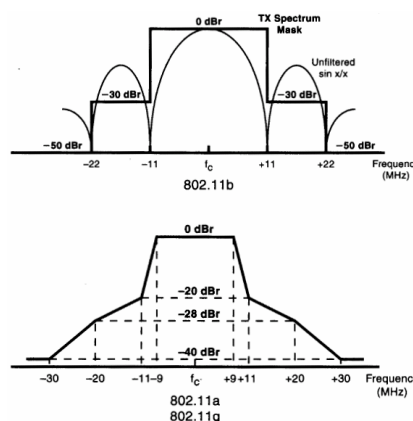 0 dBr
TX Spectrum
Mask
Unfiltered
sin x/x
−30 dBr
−30 dBr
−50 dBr
−50 dBr
−22 −11 fc +11 +22 Frequenc
(MHz)
802.11b
0 dBr
−20 dBr
−28 dBr
−40 dBr
−30 −20 −11−9 fc +9+11 +20 +30 Frequenc
(MHz)
802.11a
802.11g